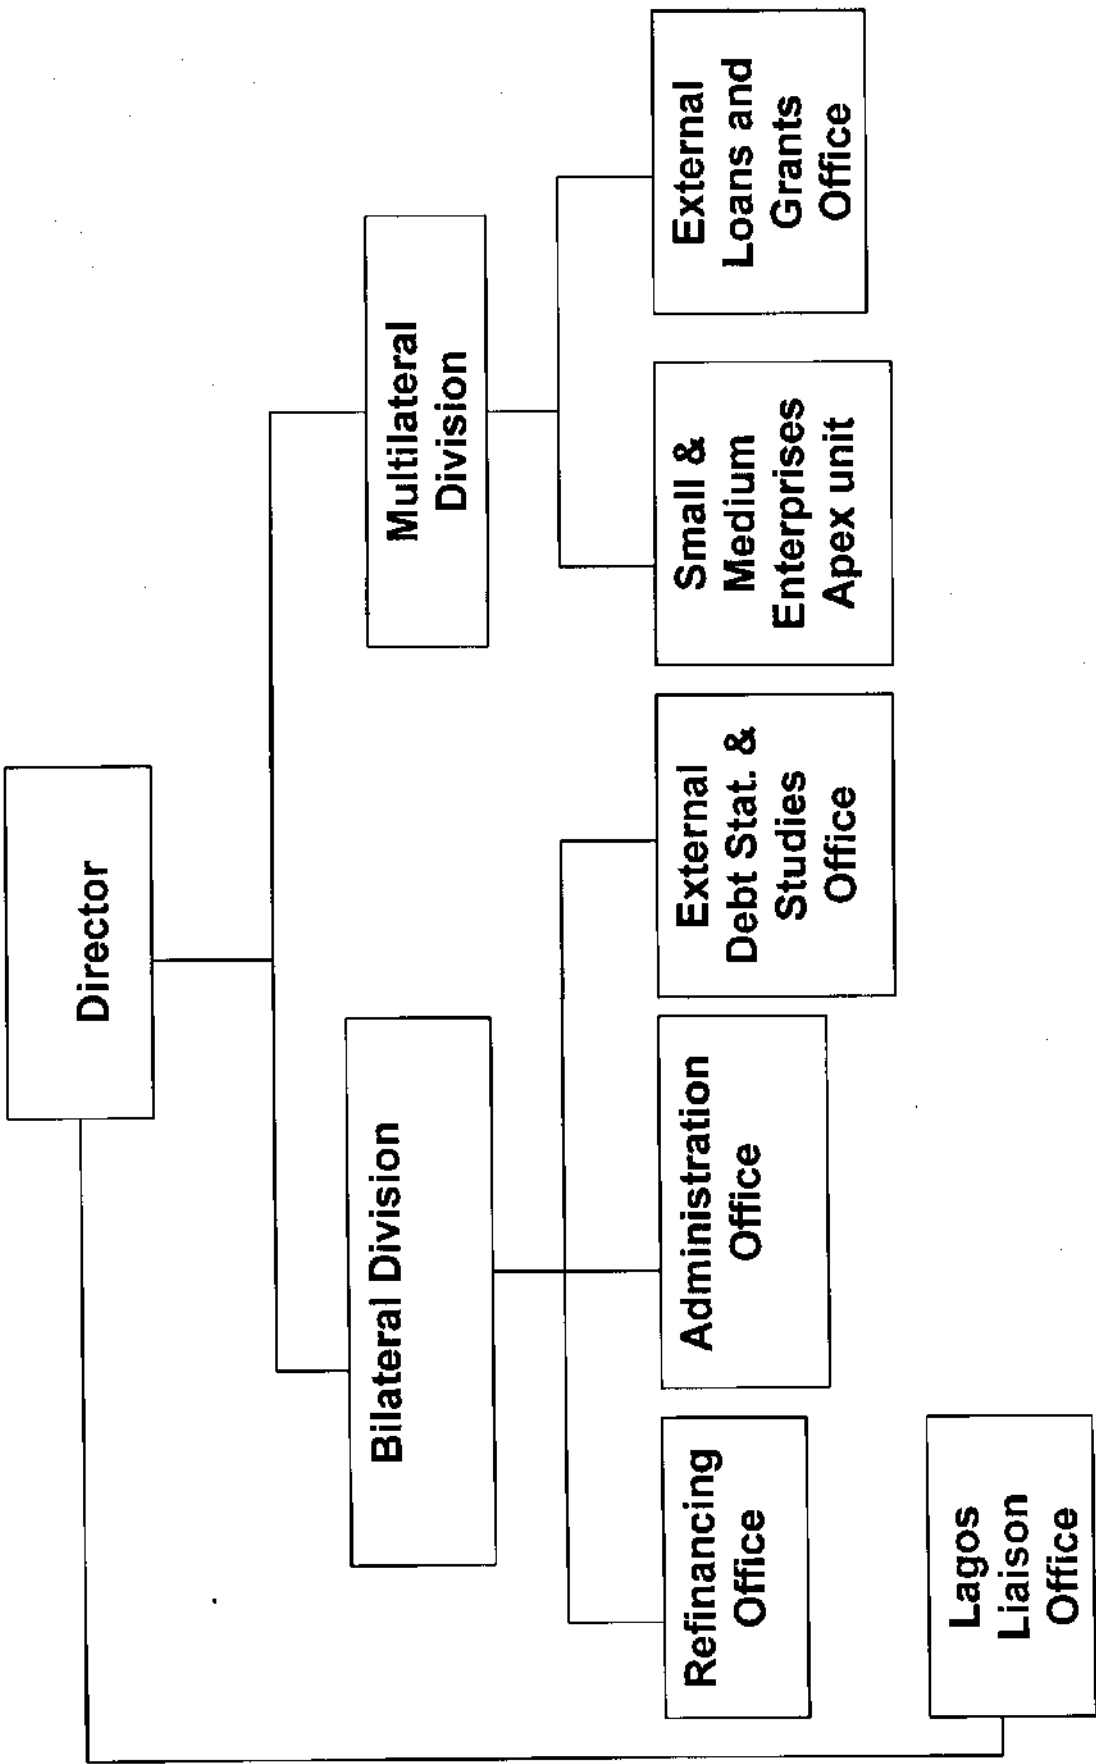 Director
Bilateral Division
Multilateral
Division
Refinancing
Office
Administration
Office
External
Debt Stat. &
Studies
Office
Small &
Medium
Enterprises
Apex unit
External
Loans and
Grants
Office
Lagos
Liaison
Office